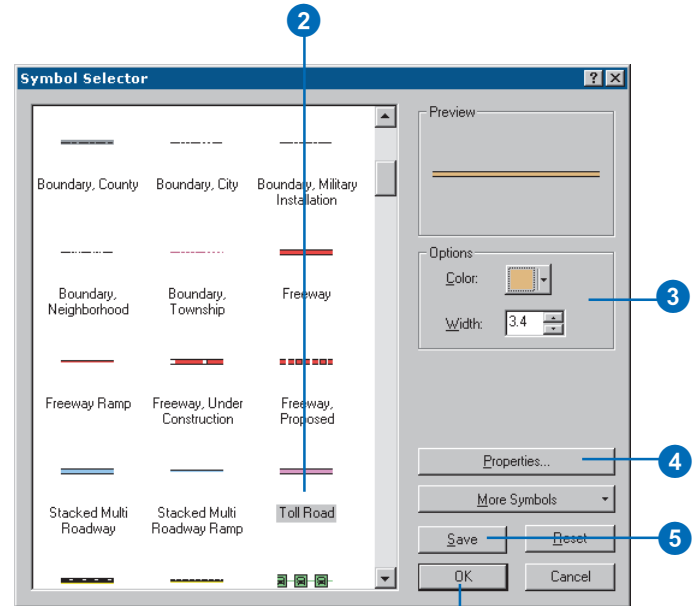 2
Symbol Selector
Boundary, County
Boundary, City
Boundary, Military
Installation
Boundary,
Neighborhood
Boundary,
Township
Freeway
Freeway Ramp
Freeway, Under
Construction
Freeway,
Proposed
Stacked Multi
Roadway
Stacked Multi
Roadway Ramp
Toll Road
Preview
Options
Color:
Width:
3.4
3
Properties...
4
More Symbols
Save
Reset
5
OK
Cancel